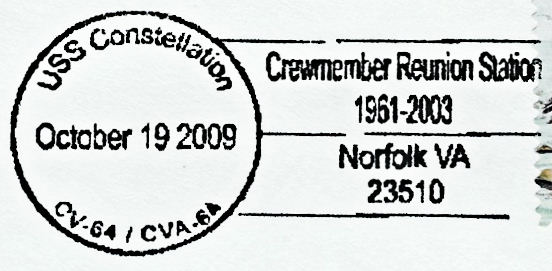 USS Constellation
October 19 2009
CV-64 / CVA-64
Crewmember Reunion Station
1961-2003
Norfolk VA
23510